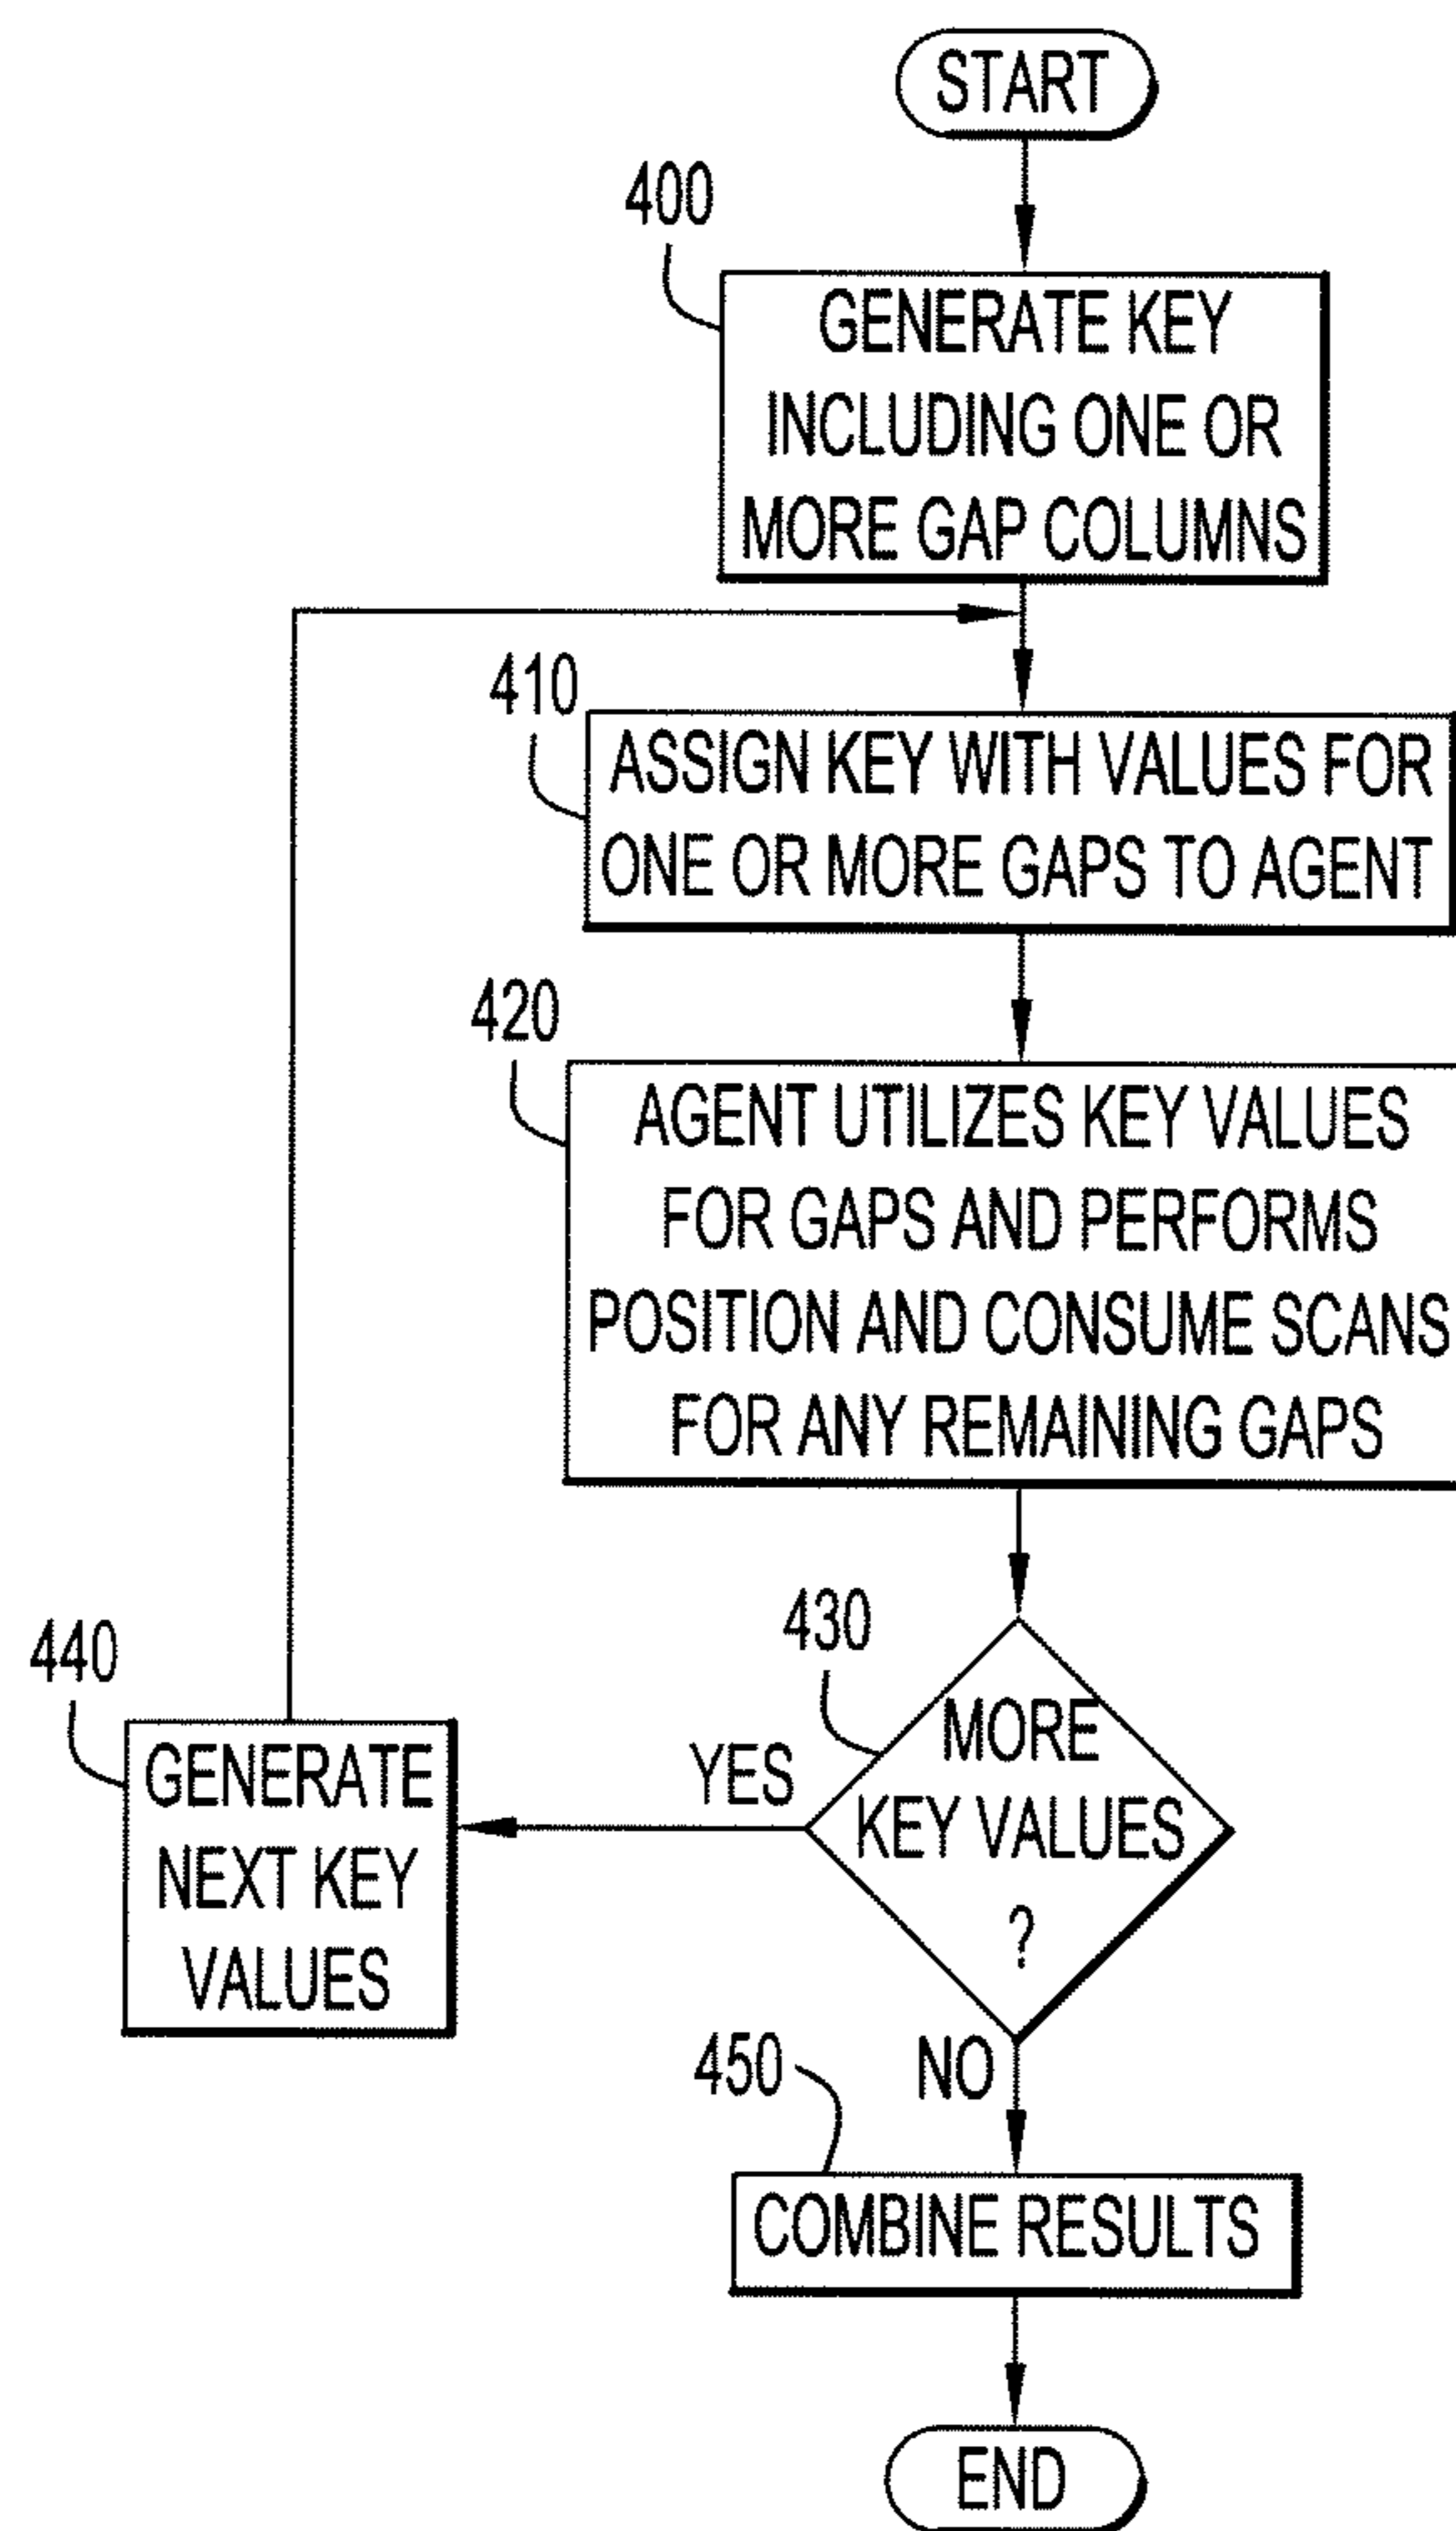 START
400
GENERATE KEY
INCLUDING ONE OR
MORE GAP COLUMNS
410
ASSIGN KEY WITH VALUES FOR
ONE OR MORE GAPS TO AGENT
420
AGENT UTILIZES KEY VALUES
FOR GAPS AND PERFORMS
POSITION AND CONSUME SCANS
FOR ANY REMAINING GAPS
430
MORE
KEY VALUES
?
YES
440
GENERATE
NEXT KEY
VALUES
NO
450
COMBINE RESULTS
END